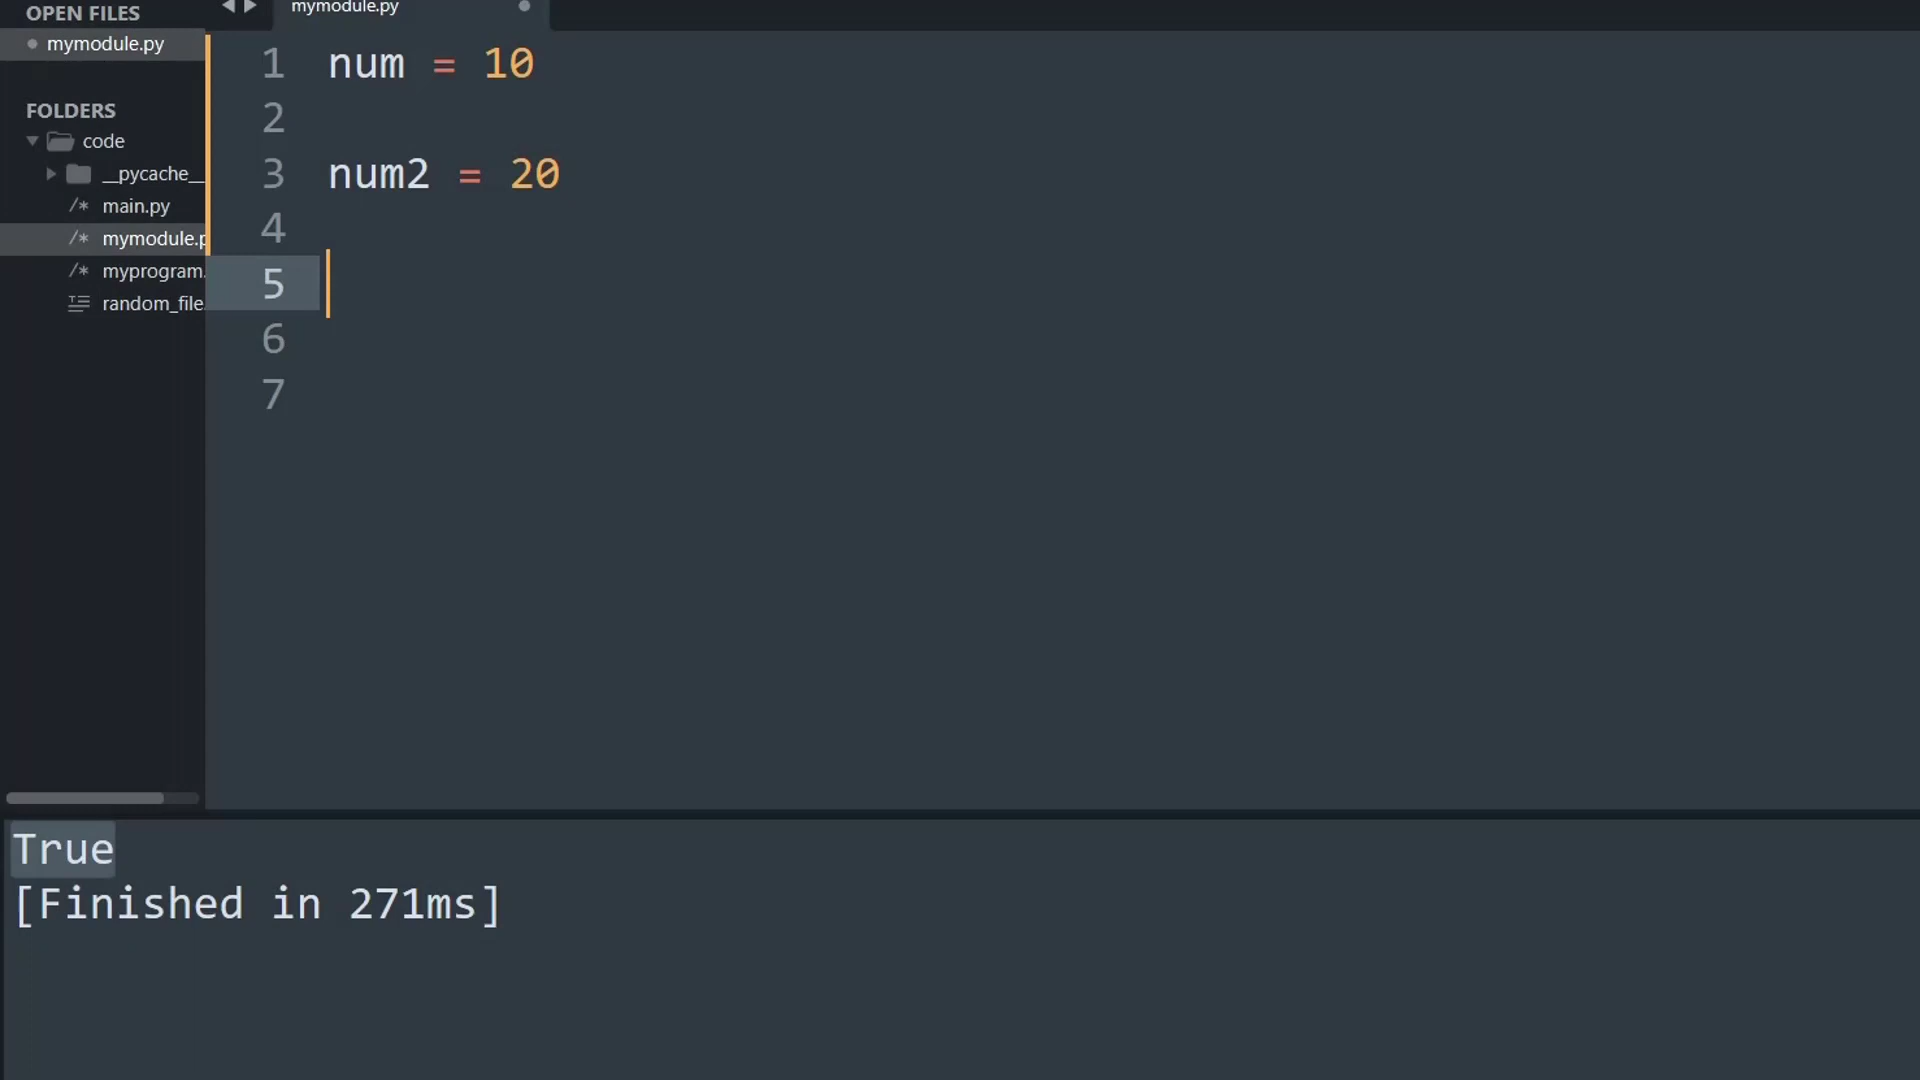 OPEN FILES
mymodule.py
FOLDERS
code
__pycache__
main.py
mymodule.p
myprogram.
random_file.
mymodule.py
1 num = 10
2
3 num2 = 20
4
5
6
7
True
[Finished in 271ms]